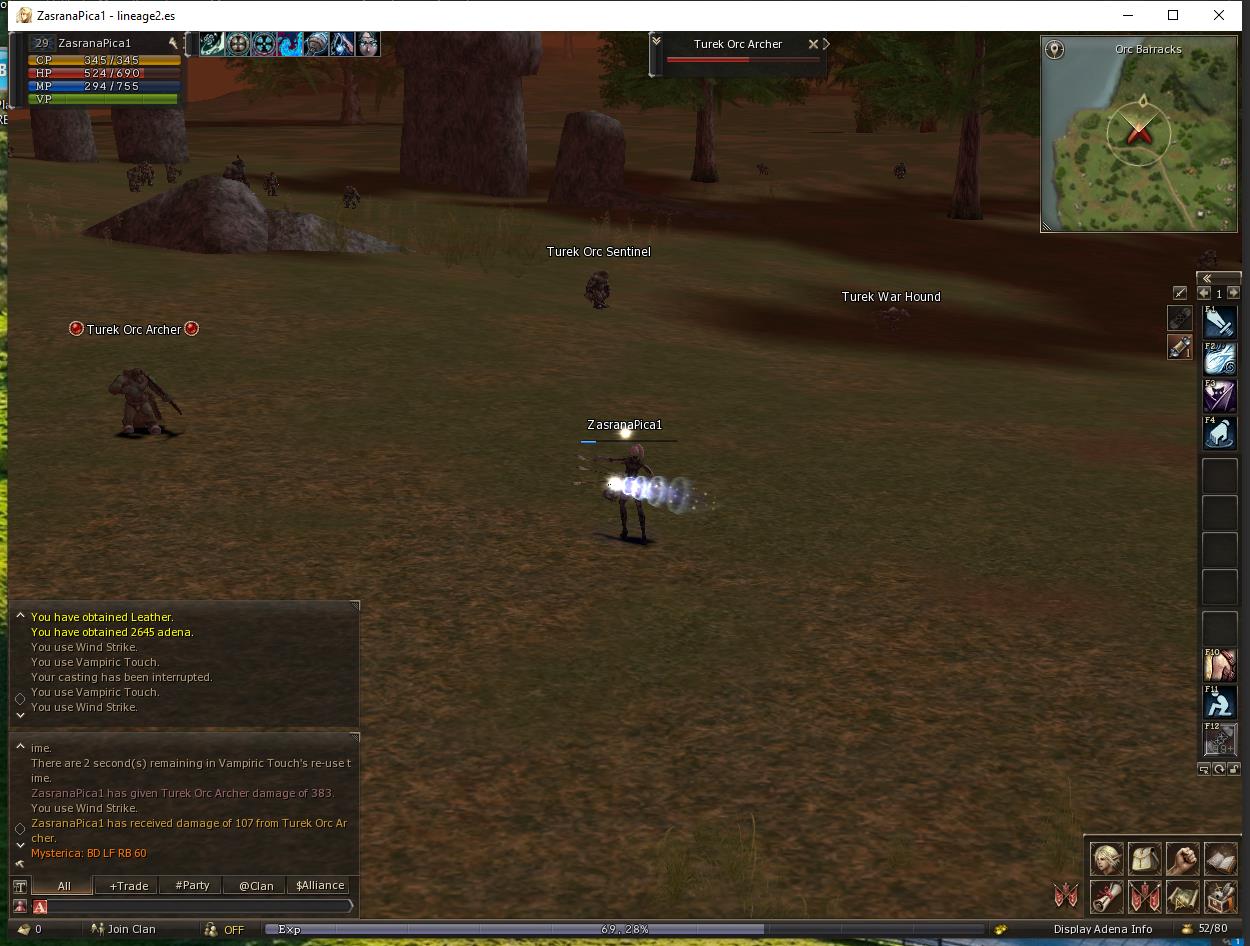 ZasranaPica1 - lineage2.es
29 ZasranaPica1
CP 345/345
HP 524/690
MP 294/755
VP
Turek Orc Archer
Orc Barracks
Turek Orc Sentinel
Turek War Hound
Turek Orc Archer
ZasranaPica1
1
F1
F2
F3
F4
1
F10
F11
F12
99+
You have obtained Leather.
You have obtained 2645 adena.
You use Wind Strike.
You use Vampiric Touch.
Your casting has been interrupted.
You use Vampiric Touch.
You use Wind Strike.
ime.
There are 2 second(s) remaining in Vampiric Touch's re-use t
ime.
ZasranaPica1 has given Turek Orc Archer damage of 383.
You use Wind Strike.
ZasranaPica1 has received damage of 107 from Turek Orc Ar
cher.
Mysterica: BD LF RB 60
All +Trade #Party @Clan $Alliance
A
0 Join Clan OFF Exp 69.28% Display Adena Info 52/80